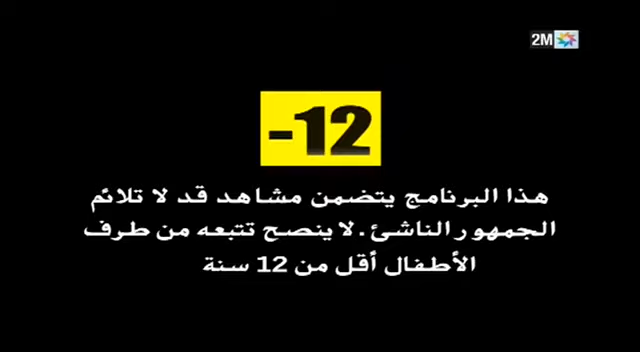 2M
-12
هذا البرنامج يتضمن مشاهد قد لا تلائم
الجمهور الناشئ.لا ينصح تتبعه من طرف
الأطفال أقل من 12 سنة